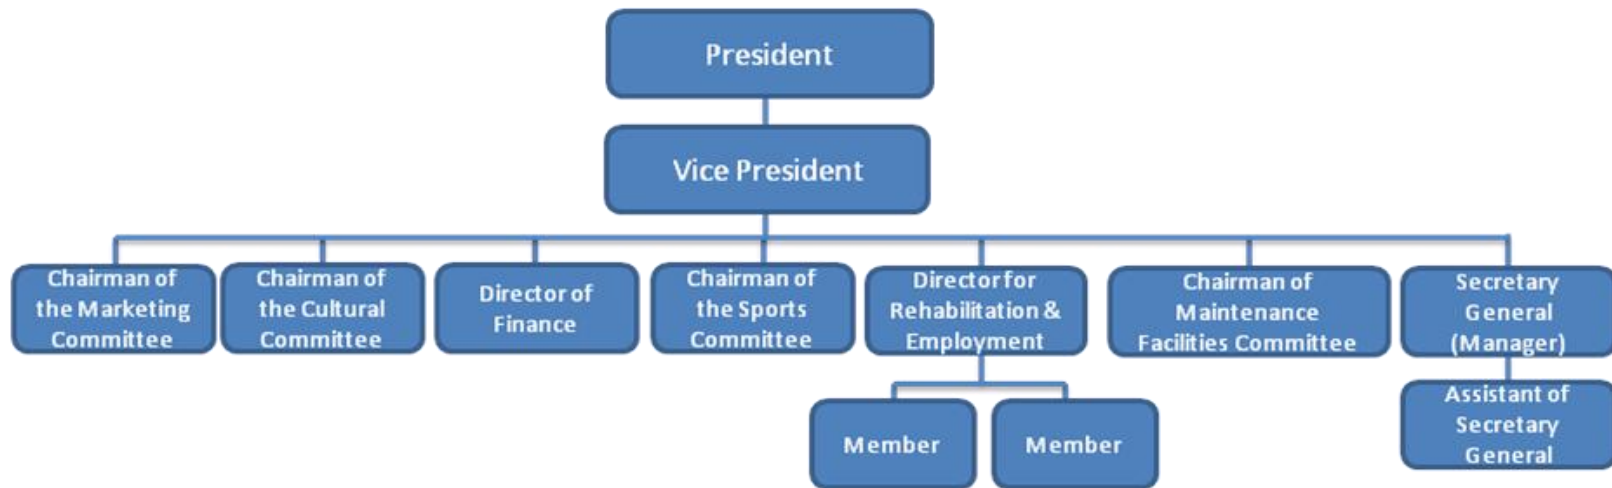 President
Vice President
Chairman of
the Marketing
Committee
Chairman of
the Cultural
Committee
Director of
Finance
Chairman of
the Sports
Committee
Director for
Rehabilitation &
Employment
Chairman of
Maintenance
Facilities Committee
Secretary
General
(Manager)
Member
Member
Assistant of
Secretary
General